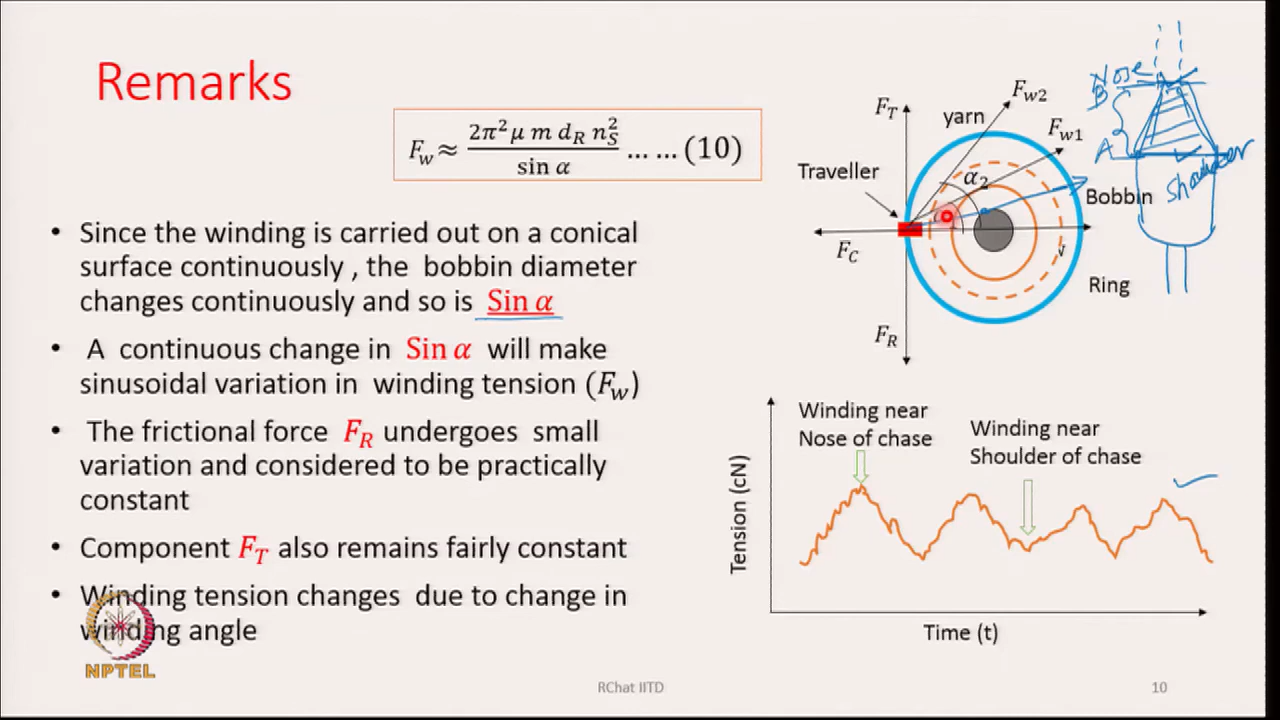 Remarks
F_w ≈ 2π²μ m d_R n_S² / sin α … … (10)
• Since the winding is carried out on a conical
surface continuously , the bobbin diameter
changes continuously and so is Sin α
• A continuous change in Sin α will make
sinusoidal variation in winding tension (F_w)
• The frictional force F_R undergoes small
variation and considered to be practically
constant
• Component F_T also remains fairly constant
• Winding tension changes due to change in
winding angle
NPTEL
F_T
yarn
F_w2
F_w1
Traveller
α_2
Bobbin
F_C
Ring
F_R
Nose
B
A
Shoulder
Winding near
Nose of chase
Winding near
Shoulder of chase
Tension (cN)
Time (t)
RChat IITD
10